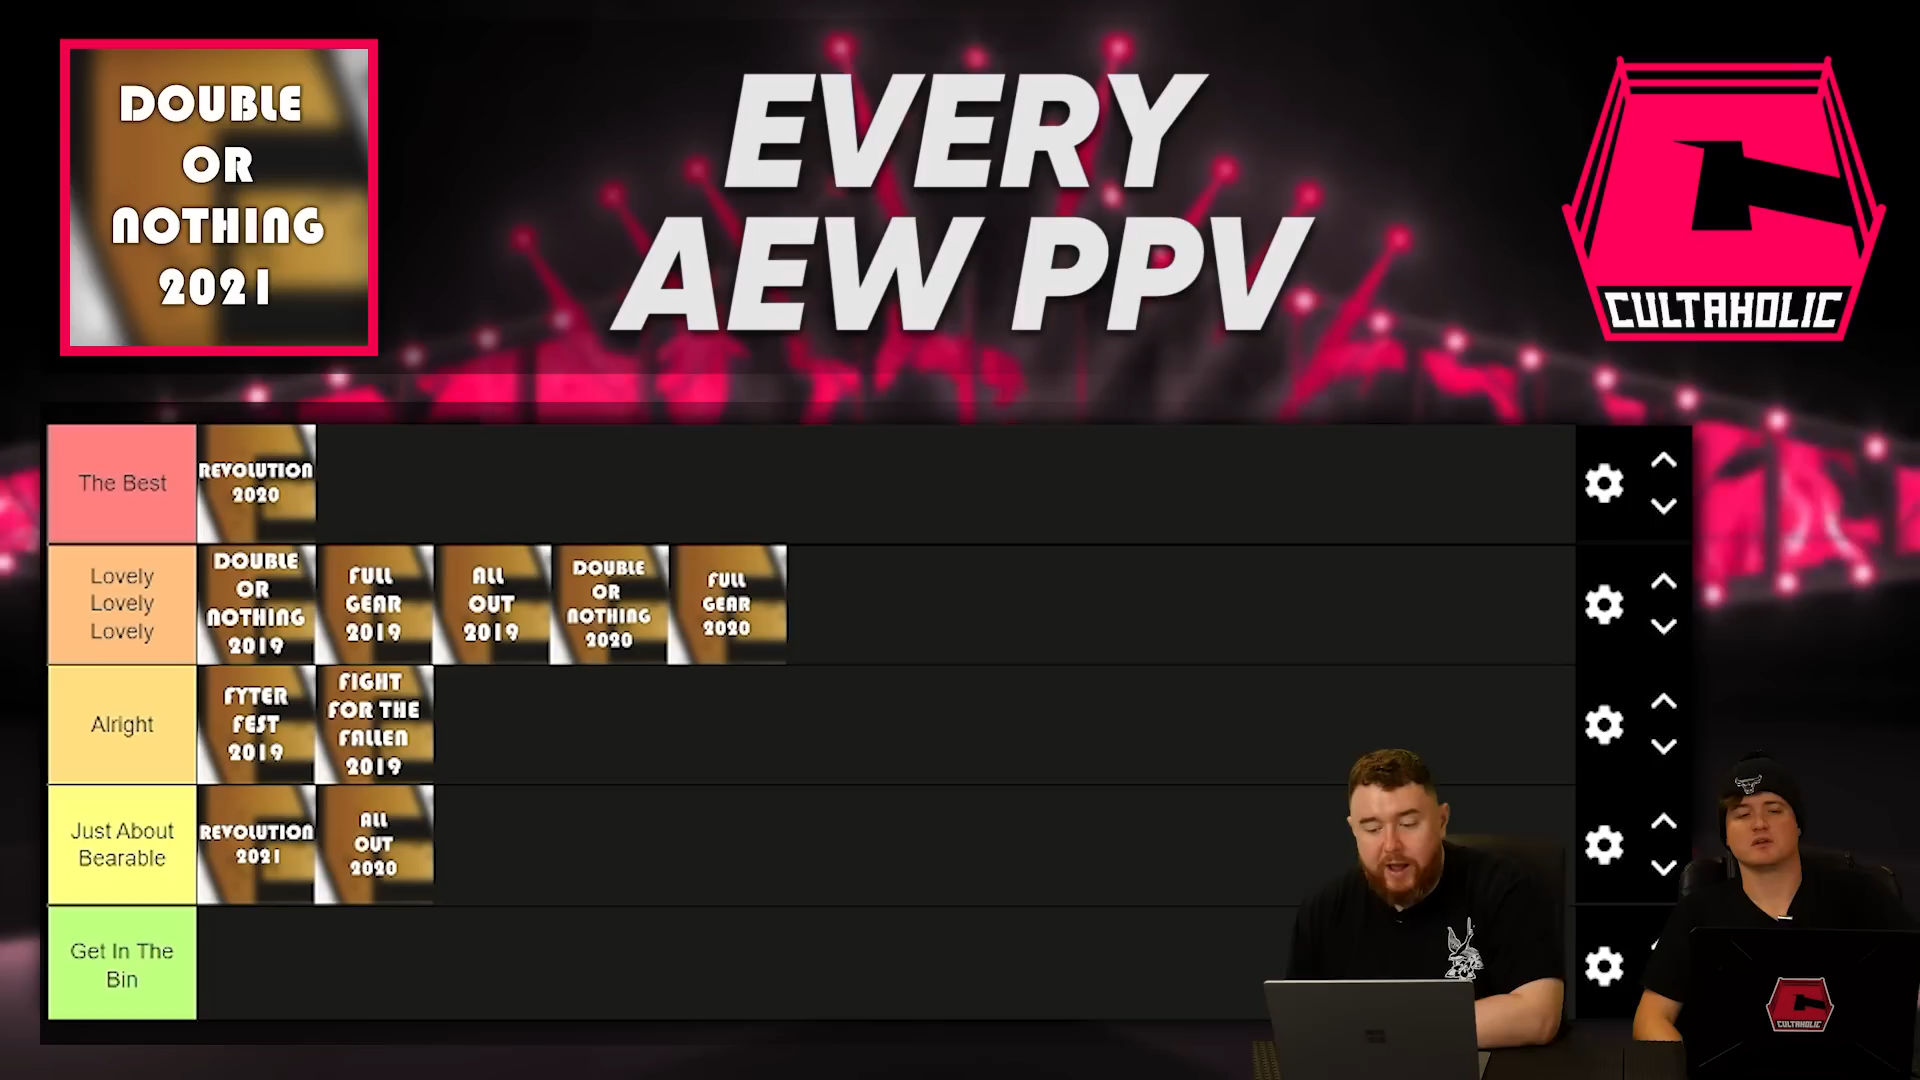 DOUBLE
OR
NOTHING
2021
EVERY
AEW PPV
CULTAHOLIC
The Best
REVOLUTION
2020
Lovely
Lovely
Lovely
DOUBLE
OR
NOTHING
2019
FULL
GEAR
2019
ALL
OUT
2019
DOUBLE
OR
NOTHING
2020
FULL
GEAR
2020
Alright
FYTER
FEST
2019
FIGHT
FOR THE
FALLEN
2019
Just About
Bearable
REVOLUTION
2021
ALL
OUT
2020
Get In The
Bin
CULTAHOLIC